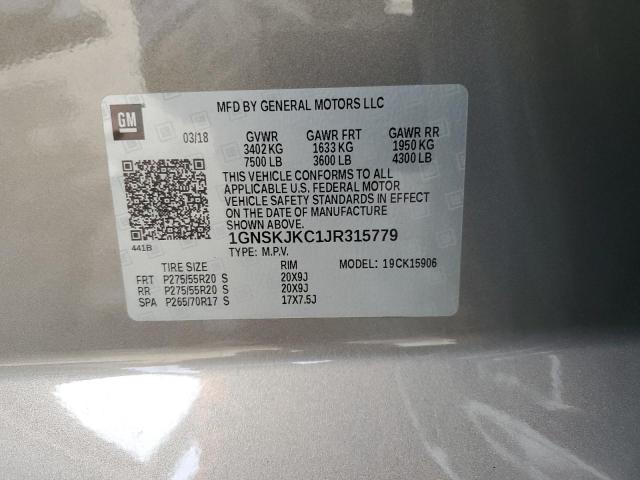 MFD BY GENERAL MOTORS LLC
GM
03/18 GVWR GAWR FRT GAWR RR
3402 KG 1633 KG 1950 KG
7500 LB 3600 LB 4300 LB
THIS VEHICLE CONFORMS TO ALL
APPLICABLE U.S. FEDERAL MOTOR
VEHICLE SAFETY STANDARDS IN EFFECT
ON THE DATE OF MANUFACTURE
SHOWN ABOVE.
1GNSKJKC1JR315779
441B
TYPE: M.P.V.
TIRE SIZE RIM MODEL: 19CK15906
FRT P275/55R20 S 20X9J
RR P275/55R20 S 20X9J
SPA P265/70R17 S 17X7.5J